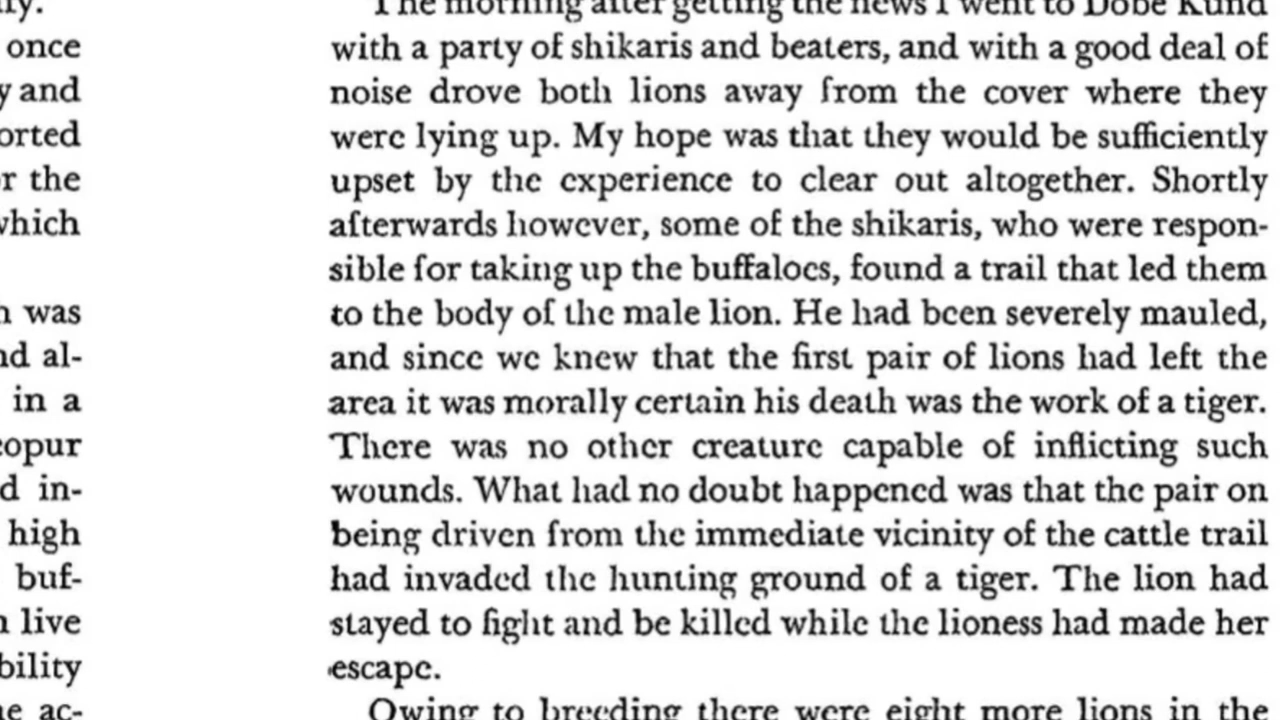 once
y and
orted
r the
which
was
nd al-
in a
copur
d in-
high
buf-
live
bility
ac-
The morning after getting the news I went to Dobe Kund
with a party of shikaris and beaters, and with a good deal of
noise drove both lions away from the cover where they
were lying up. My hope was that they would be sufficiently
upset by the experience to clear out altogether. Shortly
afterwards however, some of the shikaris, who were respon-
sible for taking up the buffaloes, found a trail that led them
to the body of the male lion. He had been severely mauled,
and since we knew that the first pair of lions had left the
area it was morally certain his death was the work of a tiger.
There was no other creature capable of inflicting such
wounds. What had no doubt happened was that the pair on
being driven from the immediate vicinity of the cattle trail
had invaded the hunting ground of a tiger. The lion had
stayed to fight and be killed while the lioness had made her
escape.
Owing to breeding there were eight more lions in the